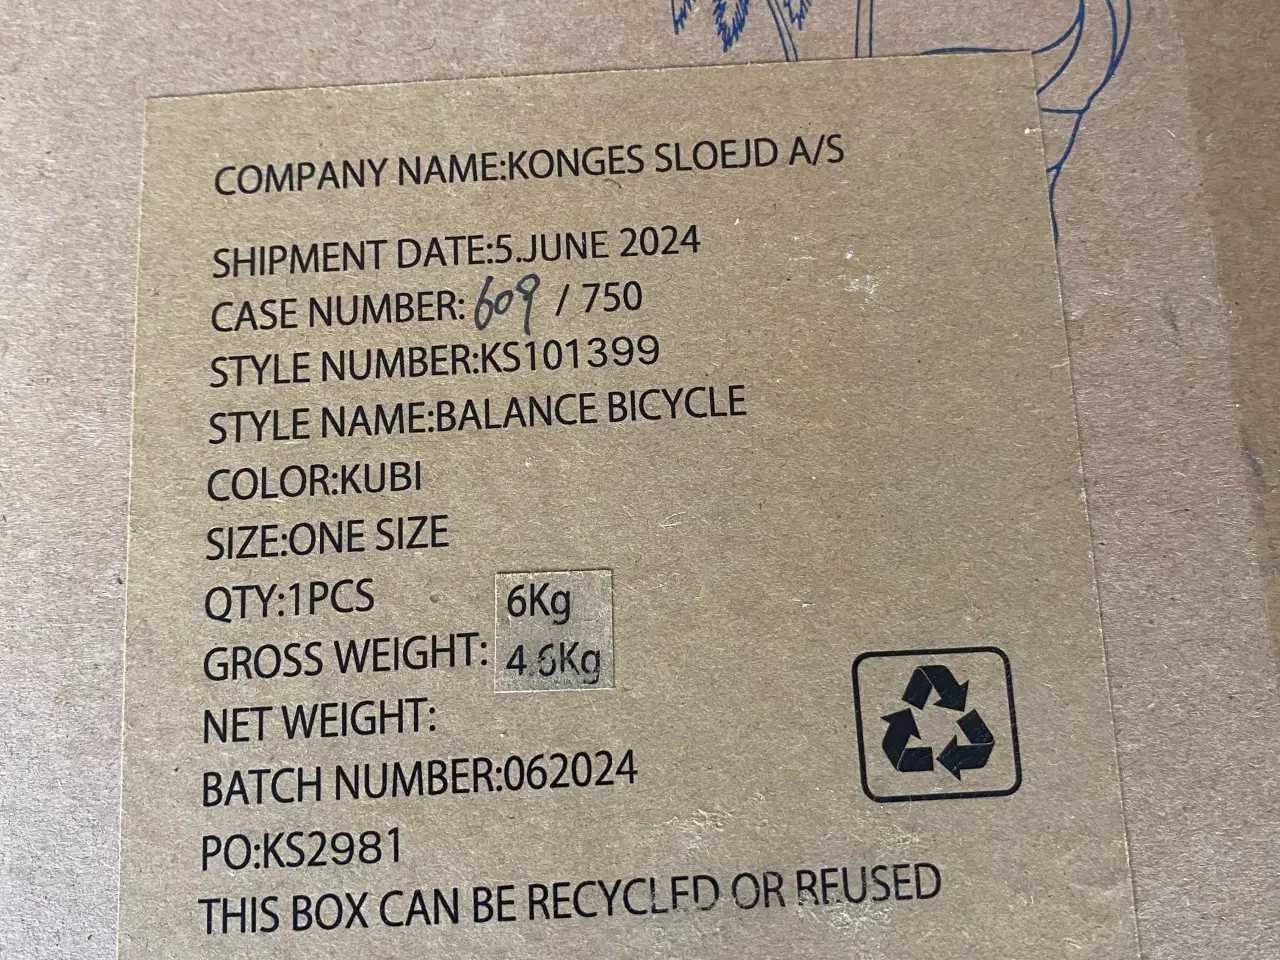 COMPANY NAME:KONGES SLOEJD A/S
SHIPMENT DATE:5.JUNE 2024
CASE NUMBER: 609 / 750
STYLE NUMBER:KS101399
STYLE NAME:BALANCE BICYCLE
COLOR:KUBI
SIZE:ONE SIZE
QTY:1PCS
6Kg
GROSS WEIGHT: 4.6Kg
NET WEIGHT:
BATCH NUMBER:062024
PO:KS2981
THIS BOX CAN BE RECYCLED OR REUSED